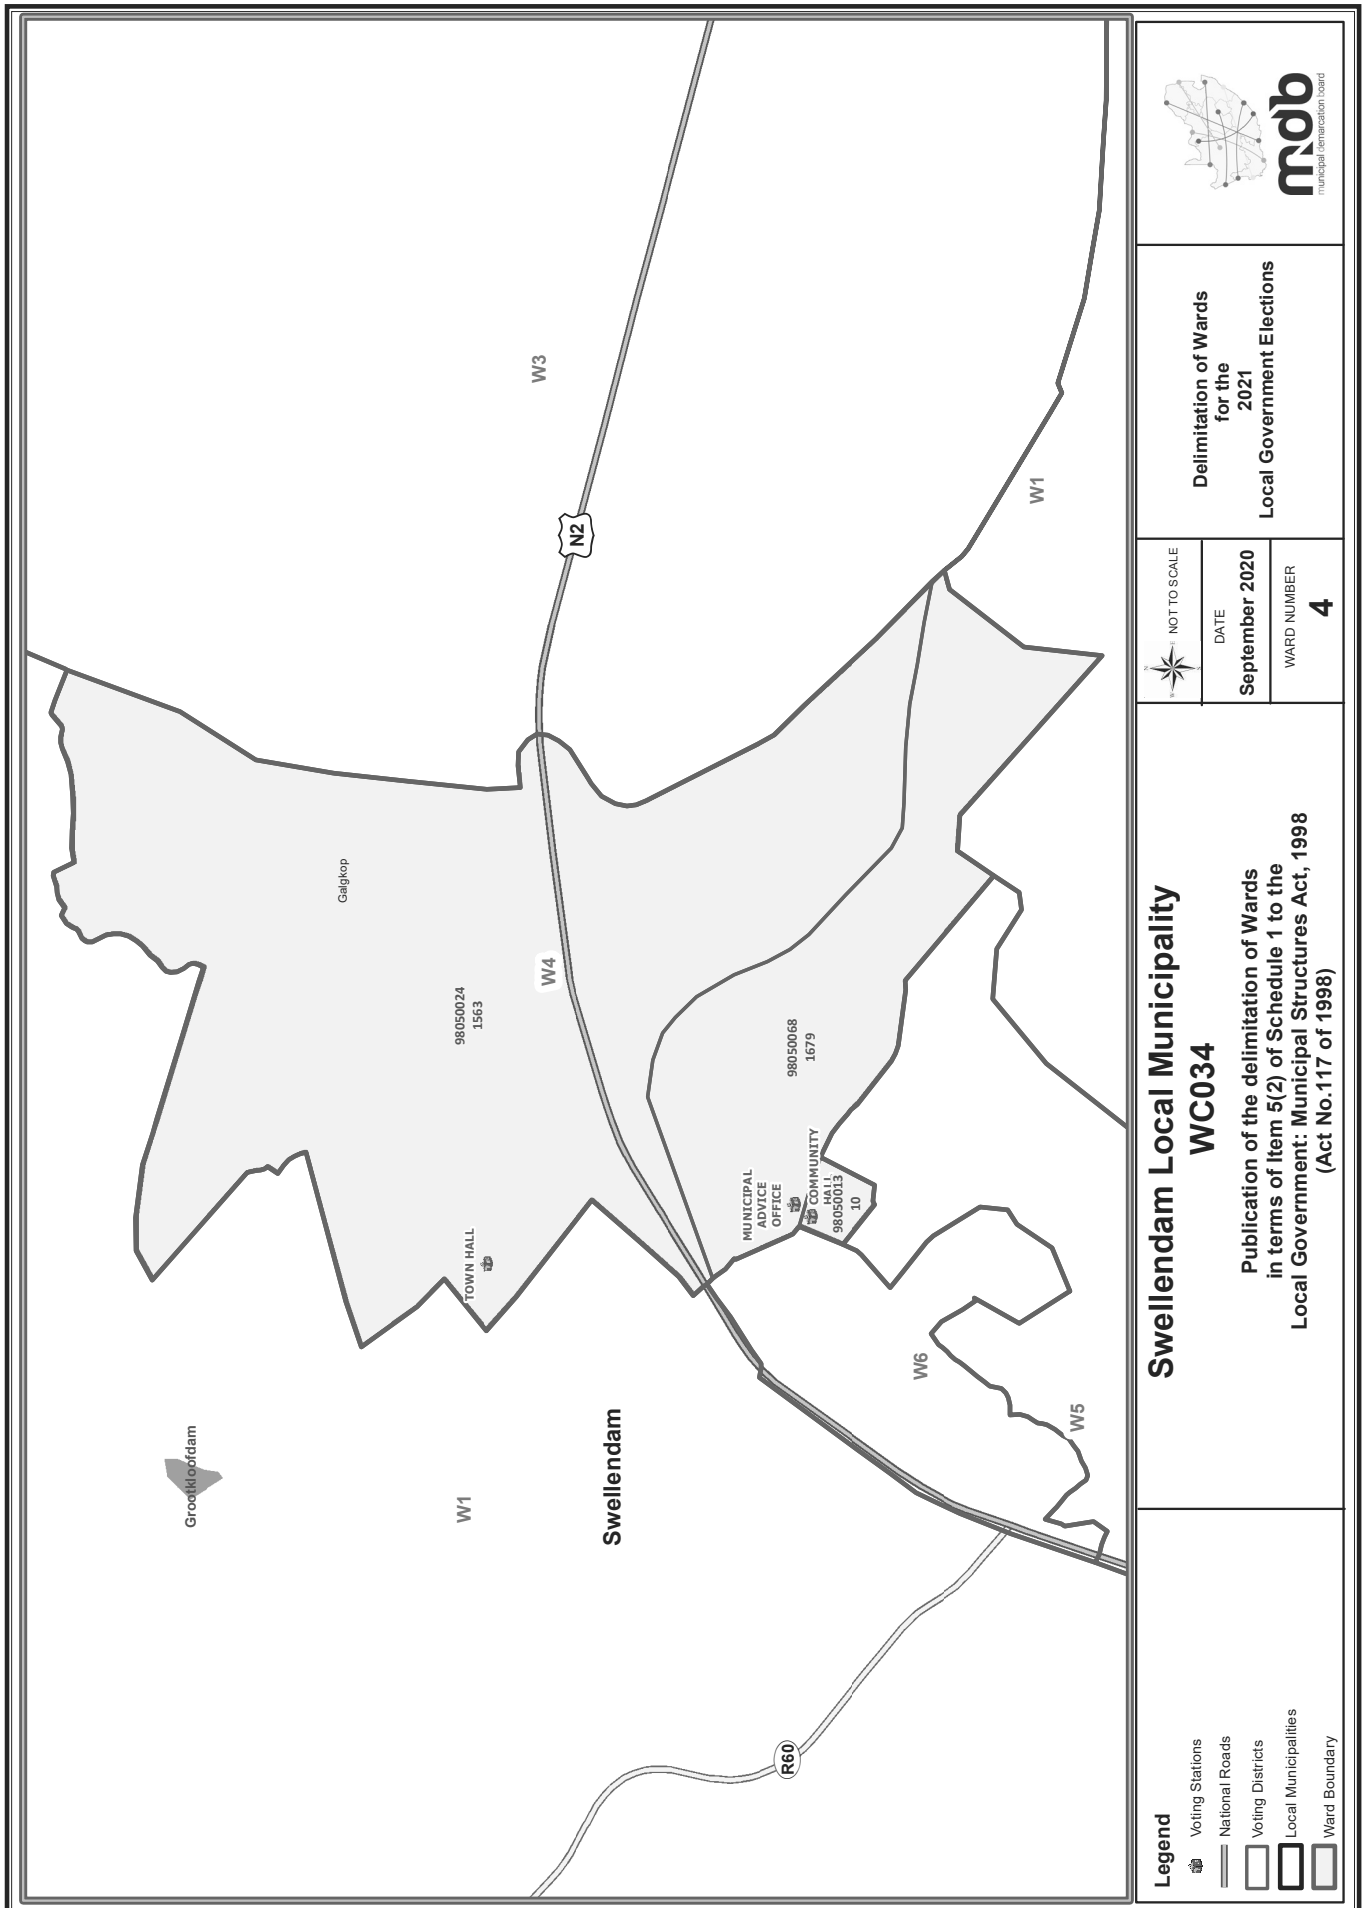 Grootkloofdam
W1
Swellendam
R60
TOWN HALL
98050024
1563
Galgkop
W4
N2
W3
MUNICIPAL
ADVICE
OFFICE
COMMUNITY
HALL
98050013
10
98050068
1679
W6
W5
W1
Legend
Voting Stations
National Roads
Voting Districts
Local Municipalities
Ward Boundary
Swellendam Local Municipality
WC034
Publication of the delimitation of Wards
in terms of Item 5(2) of Schedule 1 to the
Local Government: Municipal Structures Act, 1998
(Act No.117 of 1998)
N
E
S
W
NOT TO SCALE
DATE
September 2020
WARD NUMBER
4
Delimitation of Wards
for the
2021
Local Government Elections
mdb
municipal demarcation board